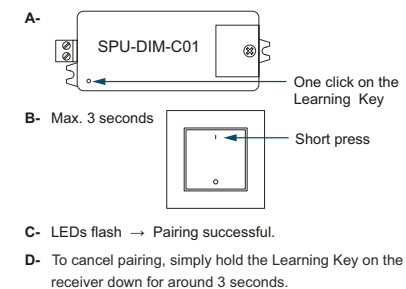 A-
SPU-DIM-C01
One click on the
Learning Key
B- Max. 3 seconds
Short press
C- LEDs flash → Pairing successful.
D- To cancel pairing, simply hold the Learning Key on the
receiver down for around 3 seconds.